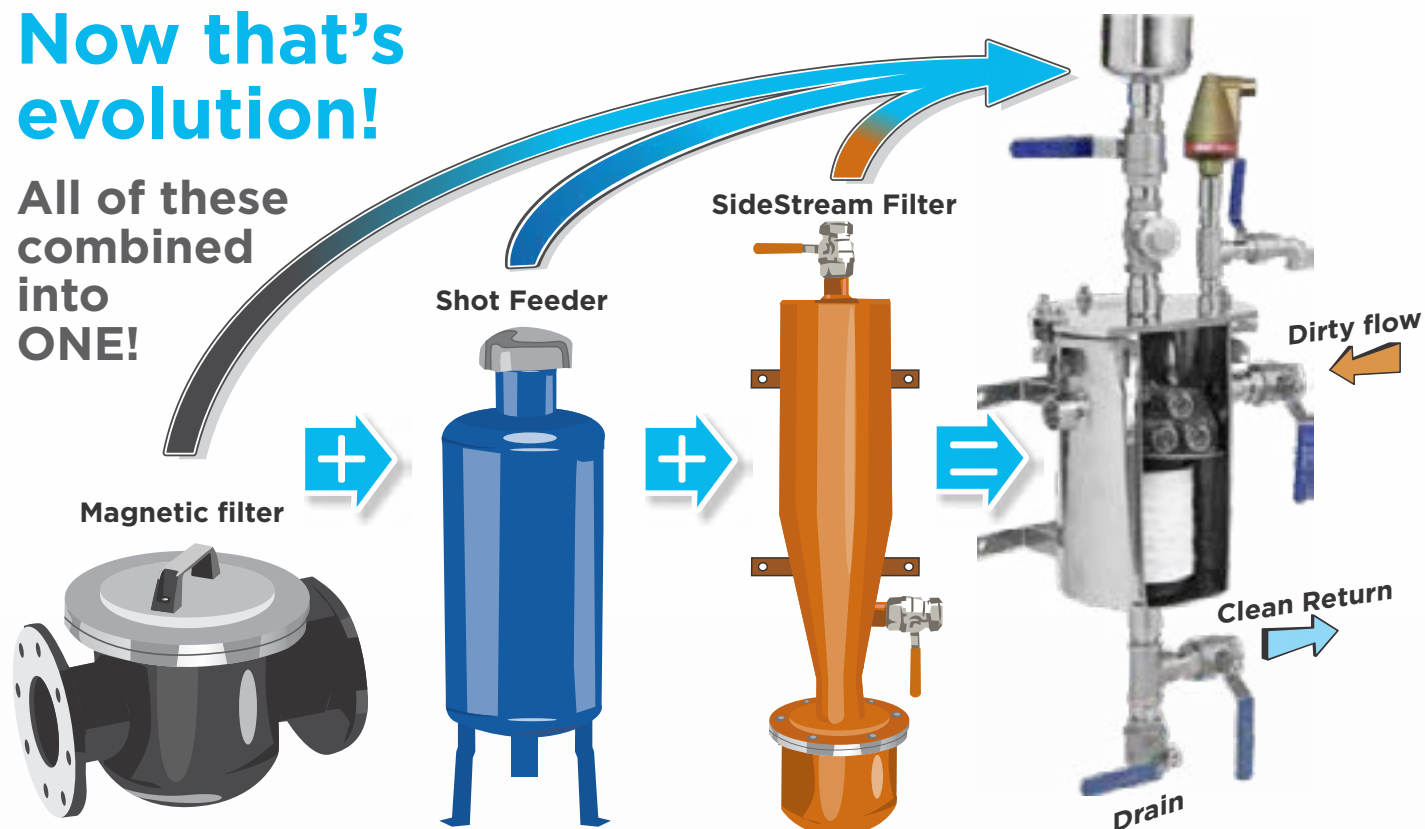 Now that's
evolution!
All of these
combined
into
ONE!
SideStream Filter
Shot Feeder
Magnetic filter
Dirty flow
Clean Return
Drain